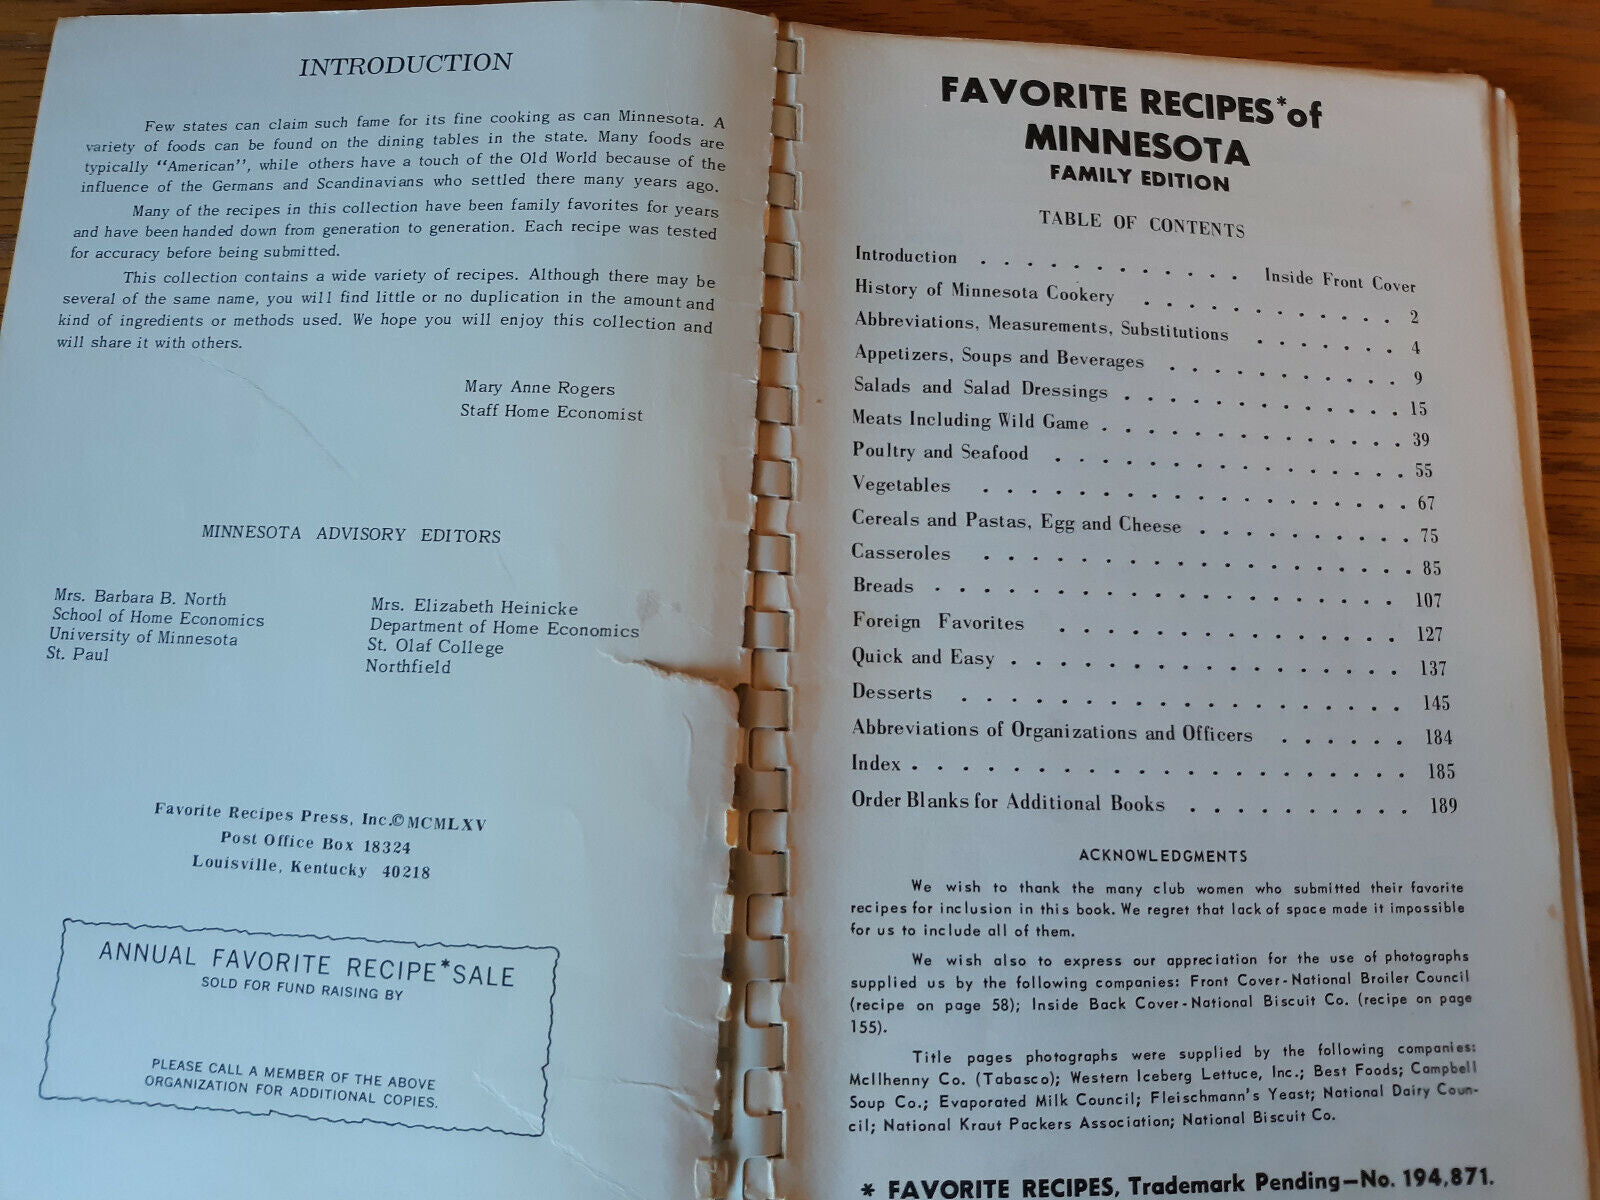 INTRODUCTION
Few states can claim such fame for its fine cooking as can Minnesota. A
variety of foods can be found on the dining tables in the state. Many foods are
typically "American", while others have a touch of the Old World because of the
influence of the Germans and Scandinavians who settled there many years ago.
Many of the recipes in this collection have been family favorites for years
and have been handed down from generation to generation. Each recipe was tested
for accuracy before being submitted.
This collection contains a wide variety of recipes. Although there may be
several of the same name, you will find little or no duplication in the amount and
kind of ingredients or methods used. We hope you will enjoy this collection and
will share it with others.
Mary Anne Rogers
Staff Home Economist
MINNESOTA ADVISORY EDITORS
Mrs. Barbara B. North
School of Home Economics
University of Minnesota
St. Paul
Mrs. Elizabeth Heinicke
Department of Home Economics
St. Olaf College
Northfield
Favorite Recipes Press, Inc.©MCMLXV
Post Office Box 18324
Louisville, Kentucky 40218
ANNUAL FAVORITE RECIPE*SALE
SOLD FOR FUND RAISING BY
PLEASE CALL A MEMBER OF THE ABOVE
ORGANIZATION FOR ADDITIONAL COPIES.
FAVORITE RECIPES*of
MINNESOTA
FAMILY EDITION
TABLE OF CONTENTS
Introduction . . . . . . . . . . . . Inside Front Cover
History of Minnesota Cookery . . . . . . . . . . . 2
Abbreviations, Measurements, Substitutions . . . . . . 4
Appetizers, Soups and Beverages . . . . . . . . . . 9
Salads and Salad Dressings . . . . . . . . . . . . 15
Meats Including Wild Game . . . . . . . . . . . . . 39
Poultry and Seafood . . . . . . . . . . . . . . . 55
Vegetables . . . . . . . . . . . . . . . . . . . 67
Cereals and Pastas, Egg and Cheese . . . . . . . . . . 75
Casseroles . . . . . . . . . . . . . . . . . . . 85
Breads . . . . . . . . . . . . . . . . . . . . 107
Foreign Favorites . . . . . . . . . . . . . . . 127
Quick and Easy . . . . . . . . . . . . . . . . . 137
Desserts . . . . . . . . . . . . . . . . . . . 145
Abbreviations of Organizations and Officers . . . . . . 184
Index . . . . . . . . . . . . . . . . . . . . . 185
Order Blanks for Additional Books . . . . . . . . . . 189
ACKNOWLEDGMENTS
We wish to thank the many club women who submitted their favorite
recipes for inclusion in this book. We regret that lack of space made it impossible
for us to include all of them.
We wish also to express our appreciation for the use of photographs
supplied us by the following companies: Front Cover-National Broiler Council
(recipe on page 58); Inside Back Cover-National Biscuit Co. (recipe on page
155).
Title pages photographs were supplied by the following companies:
McIlhenny Co. (Tabasco); Western Iceberg Lettuce, Inc.; Best Foods; Campbell
Soup Co.; Evaporated Milk Council; Fleischmann's Yeast; National Dairy Coun-
cil; National Kraut Packers Association; National Biscuit Co.
* FAVORITE RECIPES, Trademark Pending—No. 194,871.